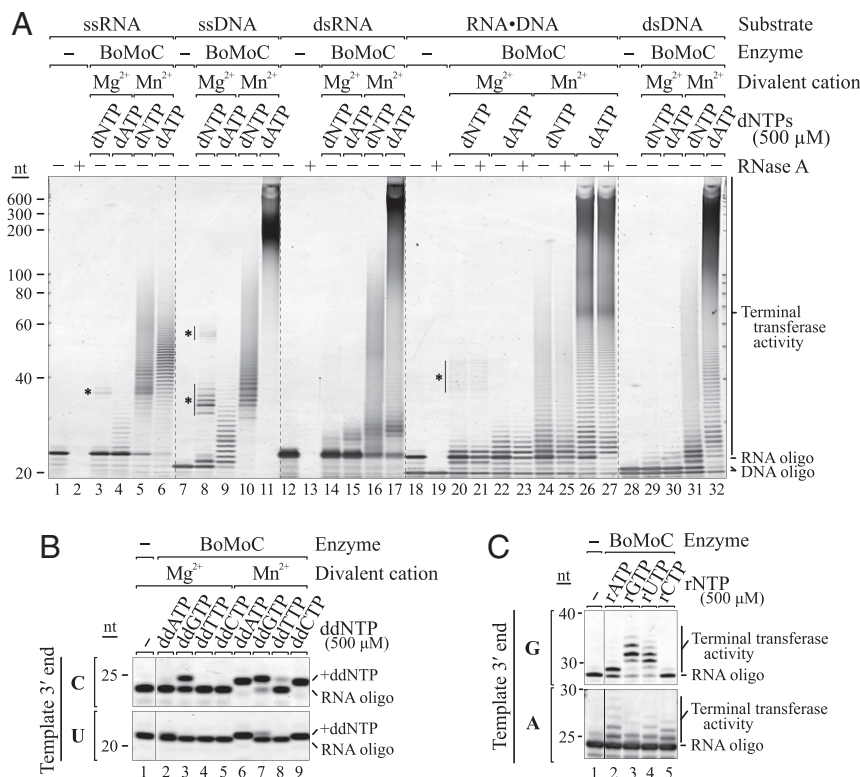 A
ssRNA ssDNA dsRNA RNA•DNA dsDNA Substrate
– BoMoC – BoMoC – BoMoC – BoMoC – BoMoC Enzyme
Mg2+ Mn2+ Mg2+ Mn2+ Mg2+ Mn2+ Mg2+ Mn2+ Mg2+ Mn2+ Divalent cation
dNTP dATP dNTP dATP dNTP dATP dNTP dATP dNTP dATP dNTP dATP dNTP dATP dNTP dATP dNTP dATP dNTP dATP dNTPs
(500 µM)
– + – – – – – – – – – – + – – – – – + – + – + – + – + – – – – – RNase A
nt
600
300
200
100
80
60
40
20
* * * *
Terminal
transferase
activity
RNA oligo
DNA oligo
1 2 3 4 5 6 7 8 9 10 11 12 13 14 15 16 17 18 19 20 21 22 23 24 25 26 27 28 29 30 31 32
B
– BoMoC Enzyme
Mg2+ Mn2+ Divalent cation
– ddATP ddGTP ddTTP ddCTP ddATP ddGTP ddTTP ddCTP ddNTP
(500 µM)
nt
Template 3′ end
C
25
+ddNTP
RNA oligo
U
20
+ddNTP
RNA oligo
1 2 3 4 5 6 7 8 9
C
– BoMoC Enzyme
– rATP rGTP rUTP rCTP rNTP
(500 µM)
nt
Template 3′ end
G
40
30
Terminal transferase
activity
RNA oligo
A
30
25
Terminal transferase
activity
RNA oligo
1 2 3 4 5